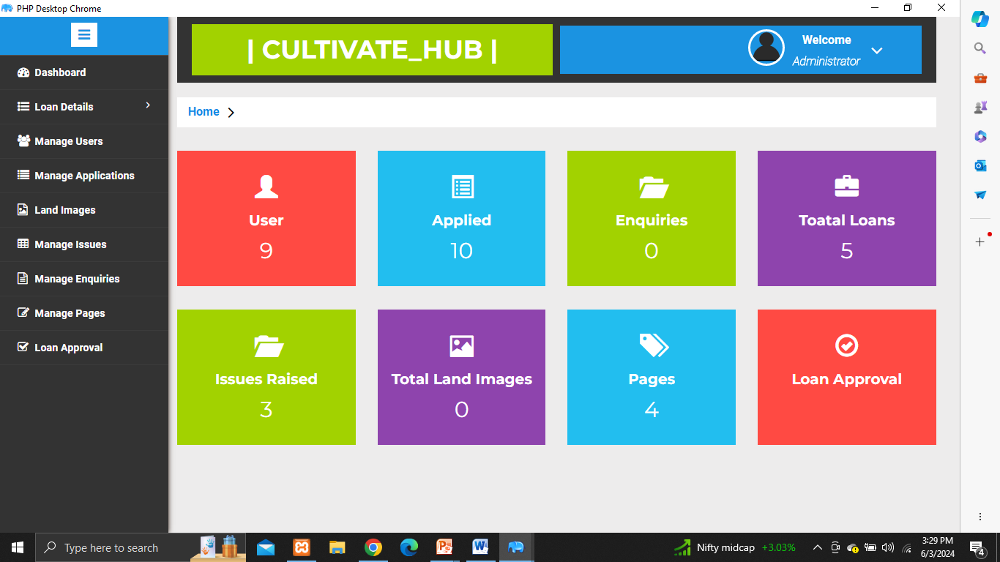 PHP Desktop Chrome
| CULTIVATE_HUB |
Welcome
Administrator
Dashboard
Loan Details
Manage Users
Manage Applications
Land Images
Manage Issues
Manage Enquiries
Manage Pages
Loan Approval
Home
User
9
Applied
10
Enquiries
0
Toatal Loans
5
Issues Raised
3
Total Land Images
0
Pages
4
Loan Approval
Type here to search
Nifty midcap +3.03%
3:29 PM
6/3/2024
4